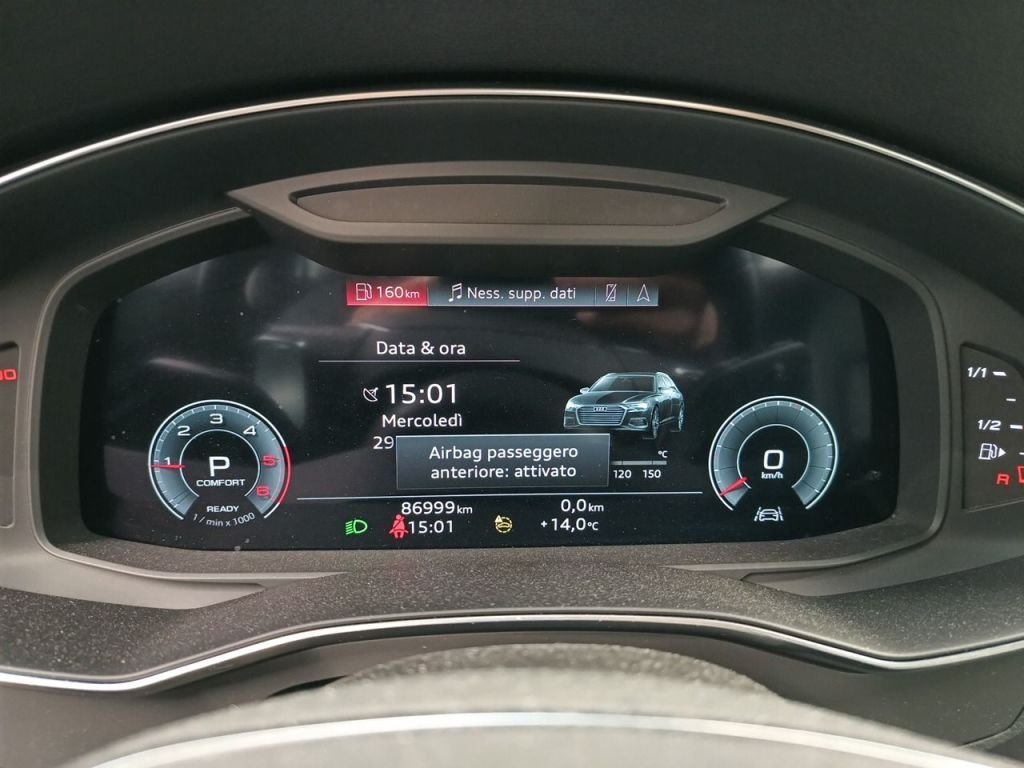 160km
Ness. supp. dati
Data & ora
15:01
Mercoledì
29
Airbag passeggero
anteriore: attivato
°C
120 150
1 2 3 4 5 6
P
COMFORT
READY
1 / min x 1000
0
km/h
86999km
0,0km
15:01
+14,0°C
1/1
1/2
R